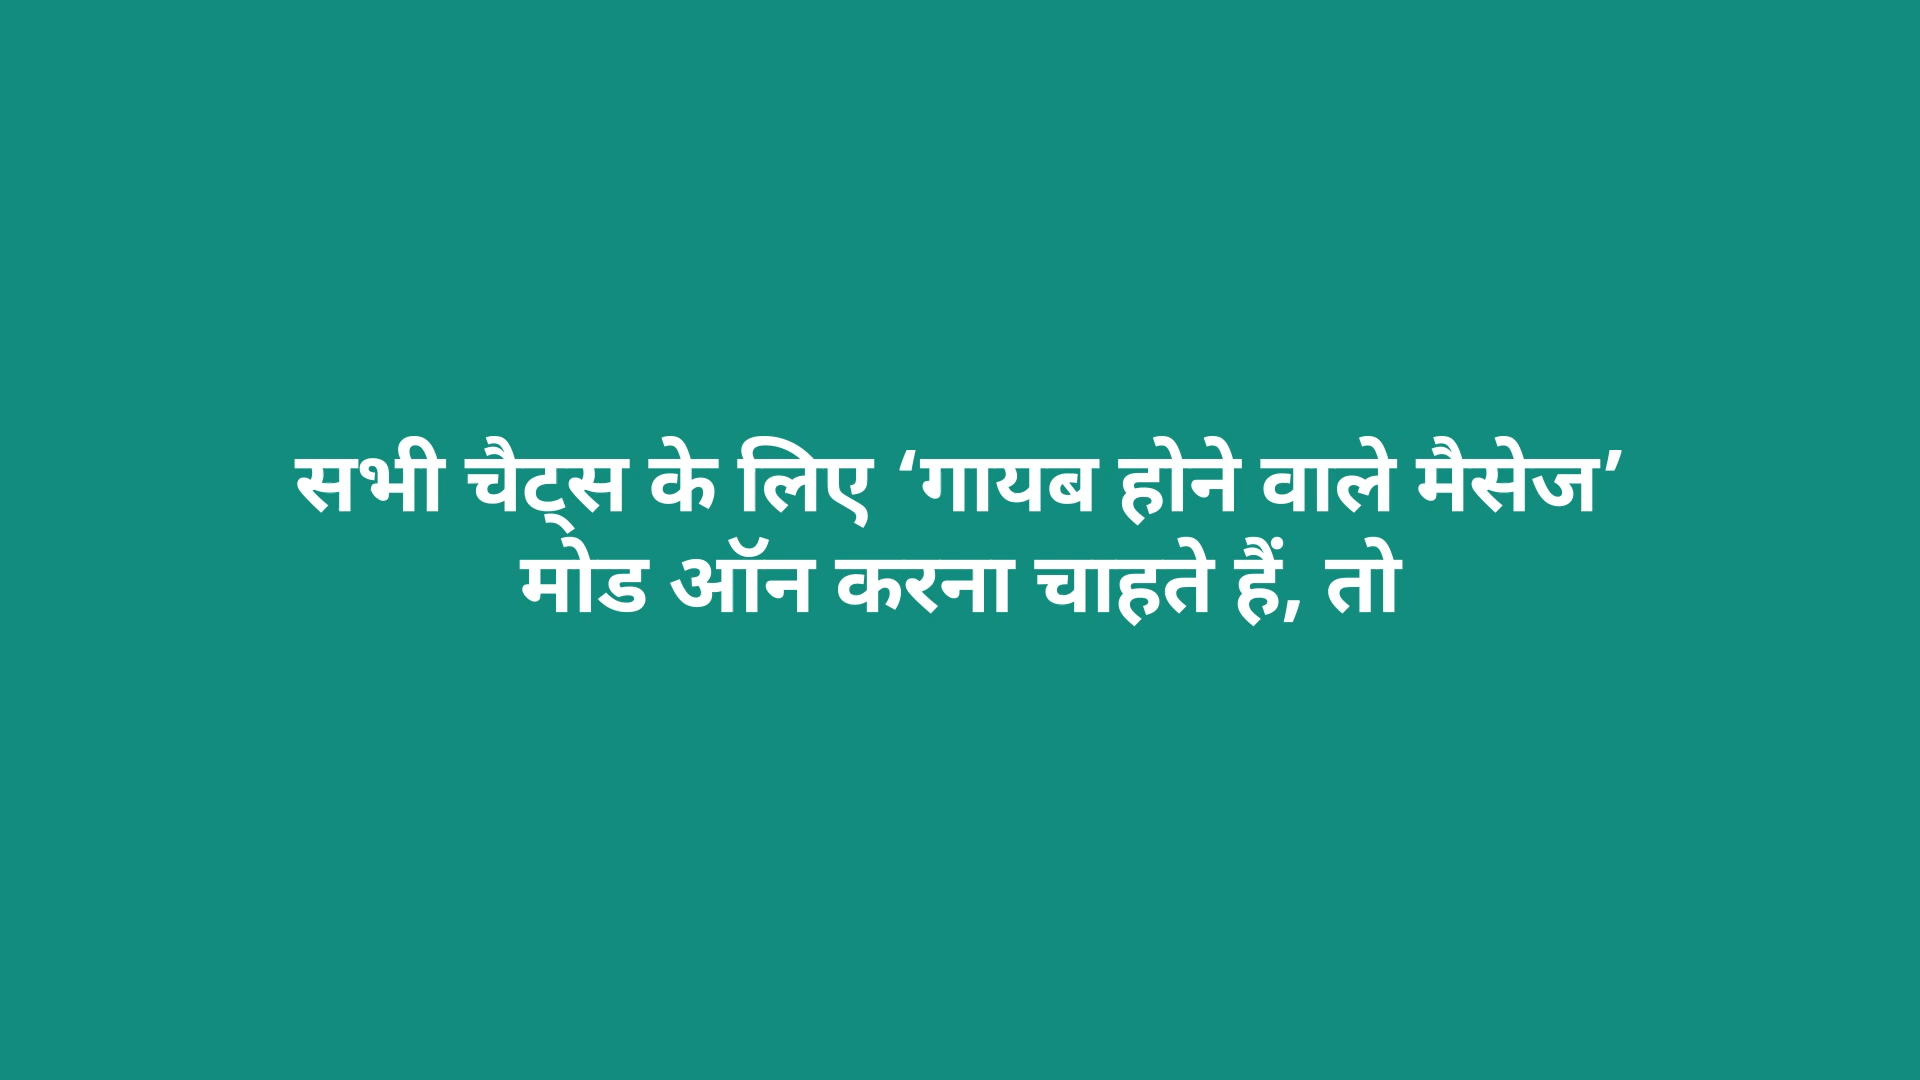 सभी चैट्स के लिए ‘गायब होने वाले मैसेज’
मोड ऑन करना चाहते हैं, तो